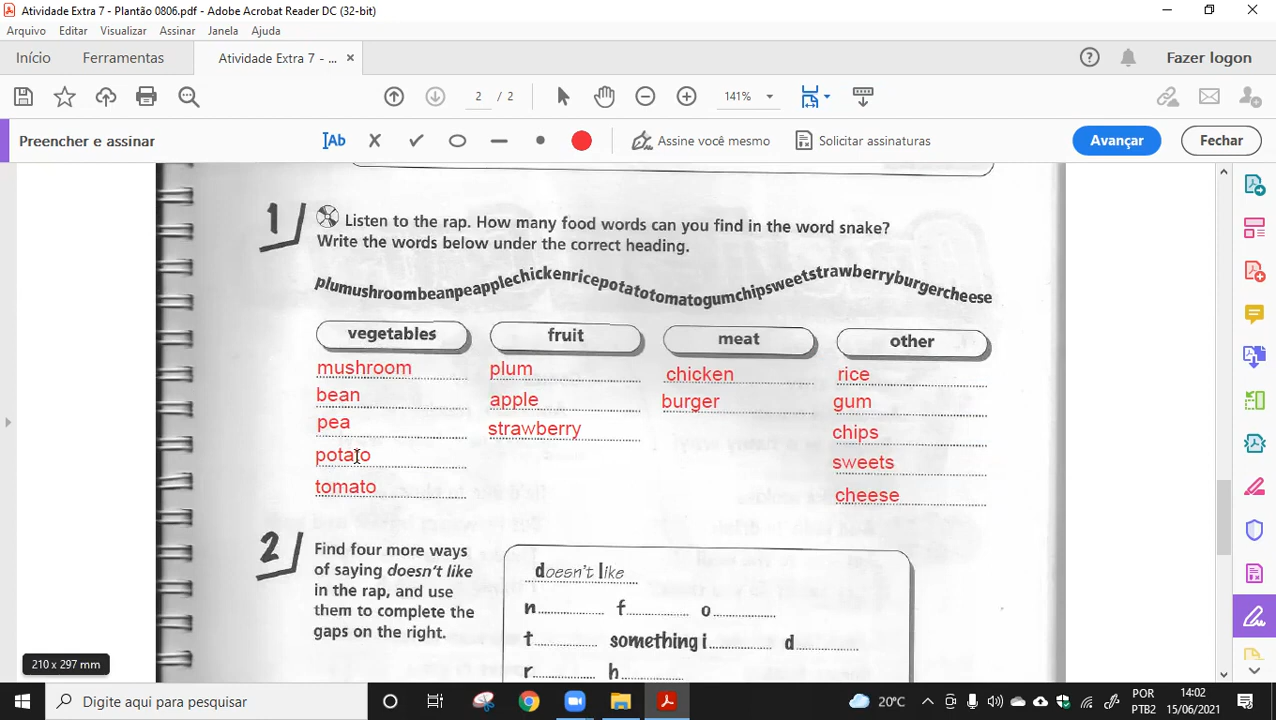 Atividade Extra 7 - Plantão 0806.pdf - Adobe Acrobat Reader DC (32-bit)
Arquivo Editar Visualizar Assinar Janela Ajuda
Início Ferramentas Atividade Extra 7 - ... × Fazer logon
2 / 2 141%
Preencher e assinar Ab Assine você mesmo Solicitar assinaturas Avançar Fechar
1 Listen to the rap. How many food words can you find in the word snake?
Write the words below under the correct heading.
plumushroombeanpeapplechickenricepotatotomatogumchipsweetstrawberryburgercheese
vegetables fruit meat other
mushroom plum chicken rice
bean apple burger gum
pea strawberry chips
potato sweets
tomato cheese
2 Find four more ways
of saying doesn't like
in the rap, and use
them to complete the
gaps on the right.
doesn't like
n............ f............ o............
t............ something i............ d............
r............ h............
210 x 297 mm
Digite aqui para pesquisar
20°C
POR
PTB2
14:02
15/06/2021